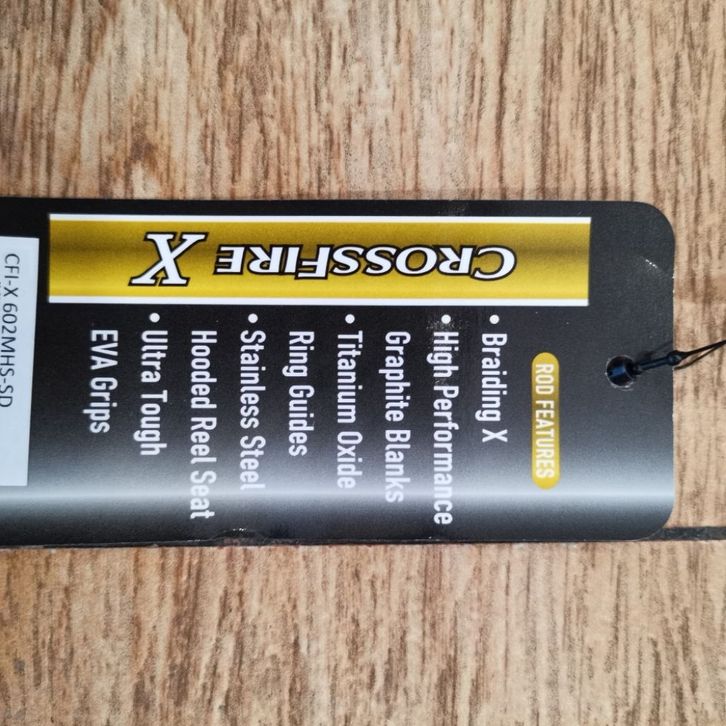 CROSSFIRE X
ROD FEATURES
• Braiding X
• High Performance
Graphite Blanks
• Titanium Oxide
Ring Guides
• Stainless Steel
Hooded Reel Seat
• Ultra Tough
EVA Grips
CFI-X 602MHS-SD